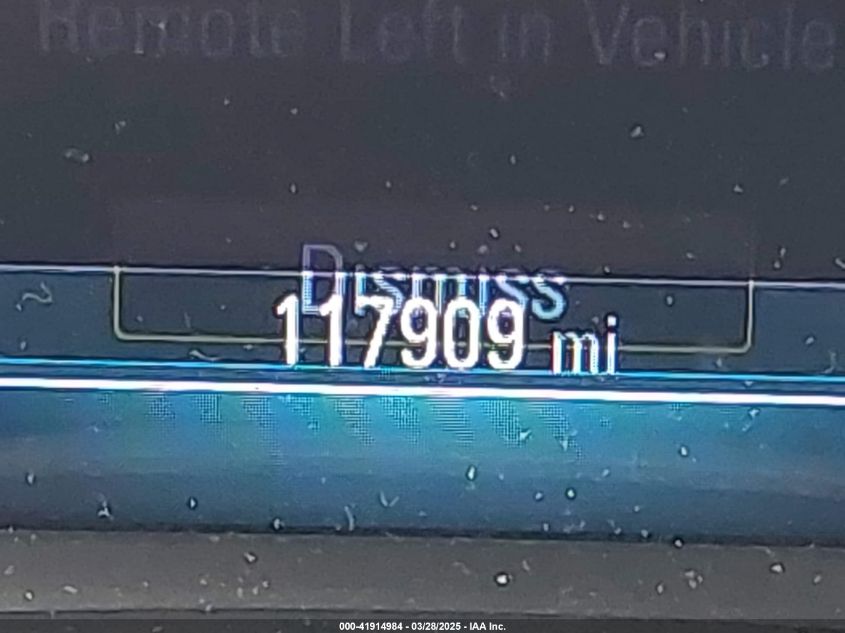 Remote Left in Vehicle
Dismiss
117909 mi
000-41914984 - 03/28/2025 - IAA Inc.